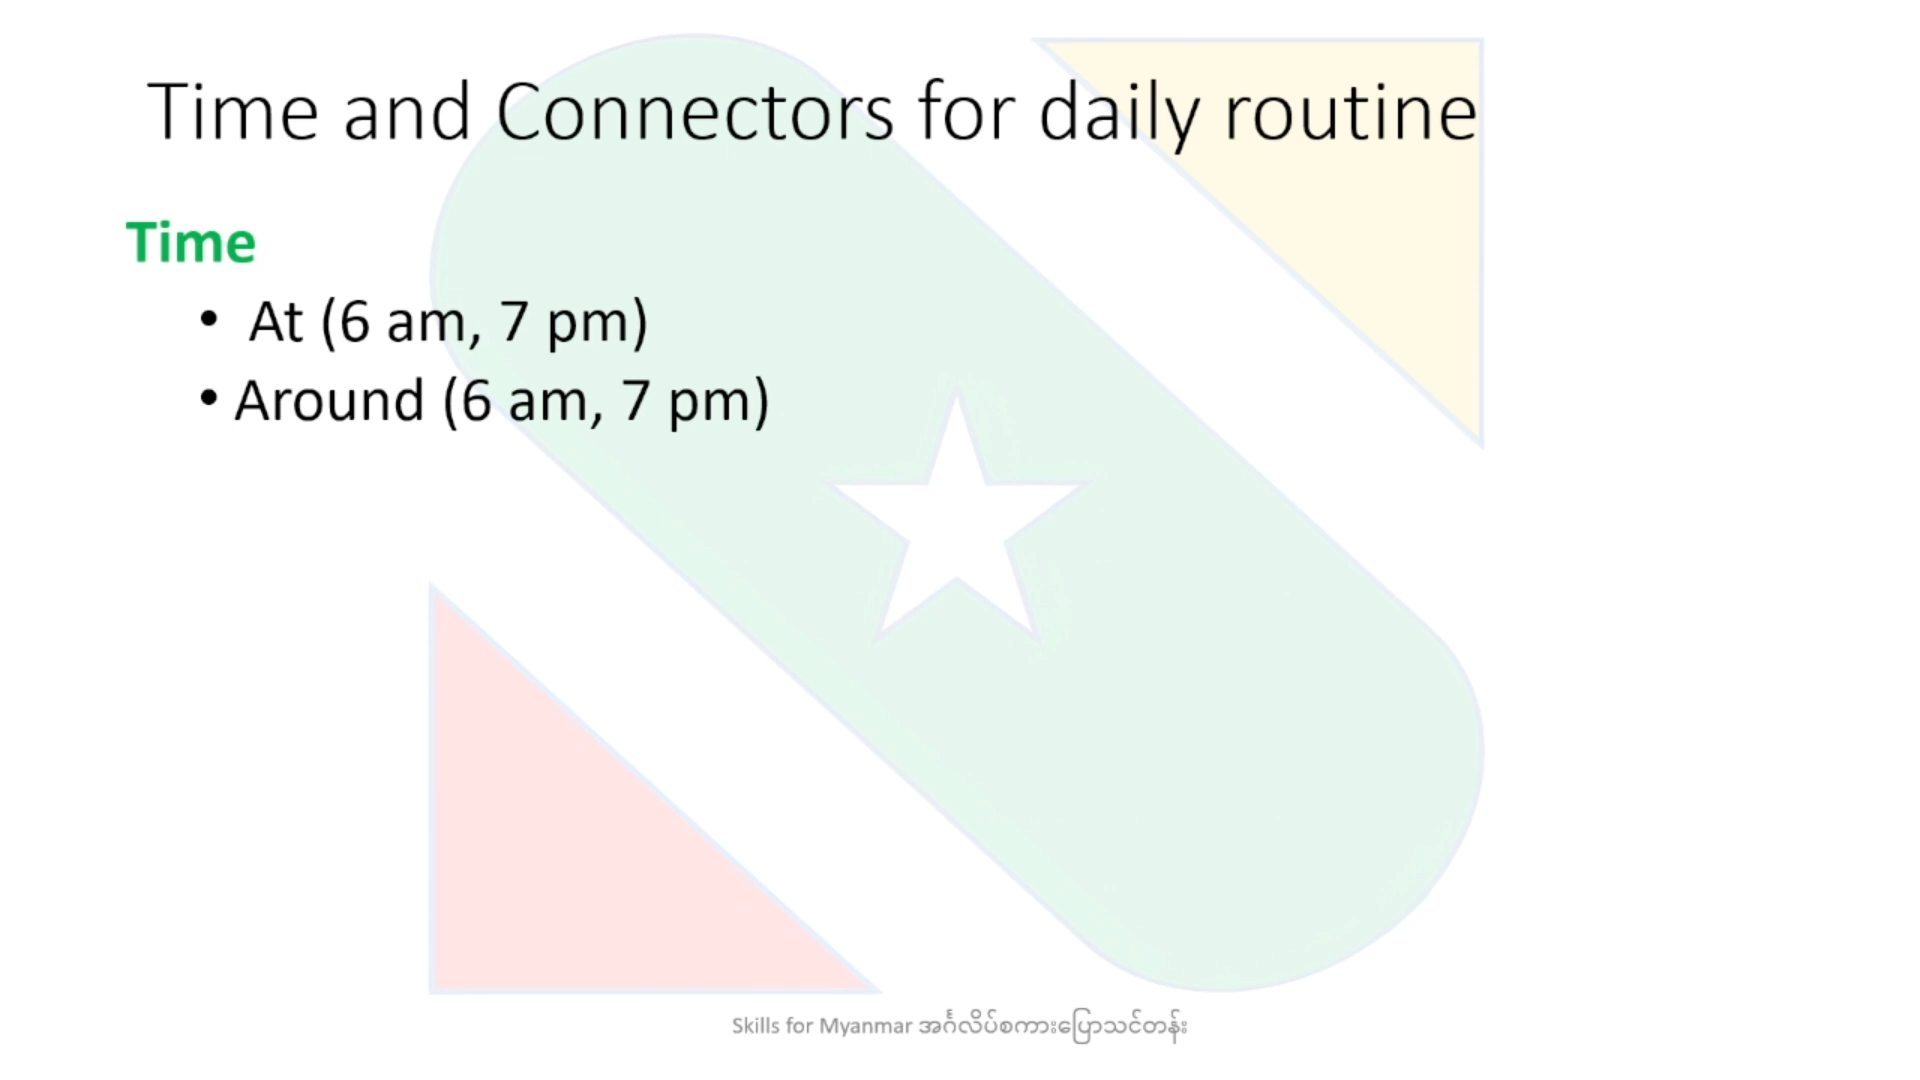 Time and Connectors for daily routine
Time
• At (6 am, 7 pm)
• Around (6 am, 7 pm)
Skills for Myanmar အင်္ဂလိပ်စကားပြောသင်တန်း